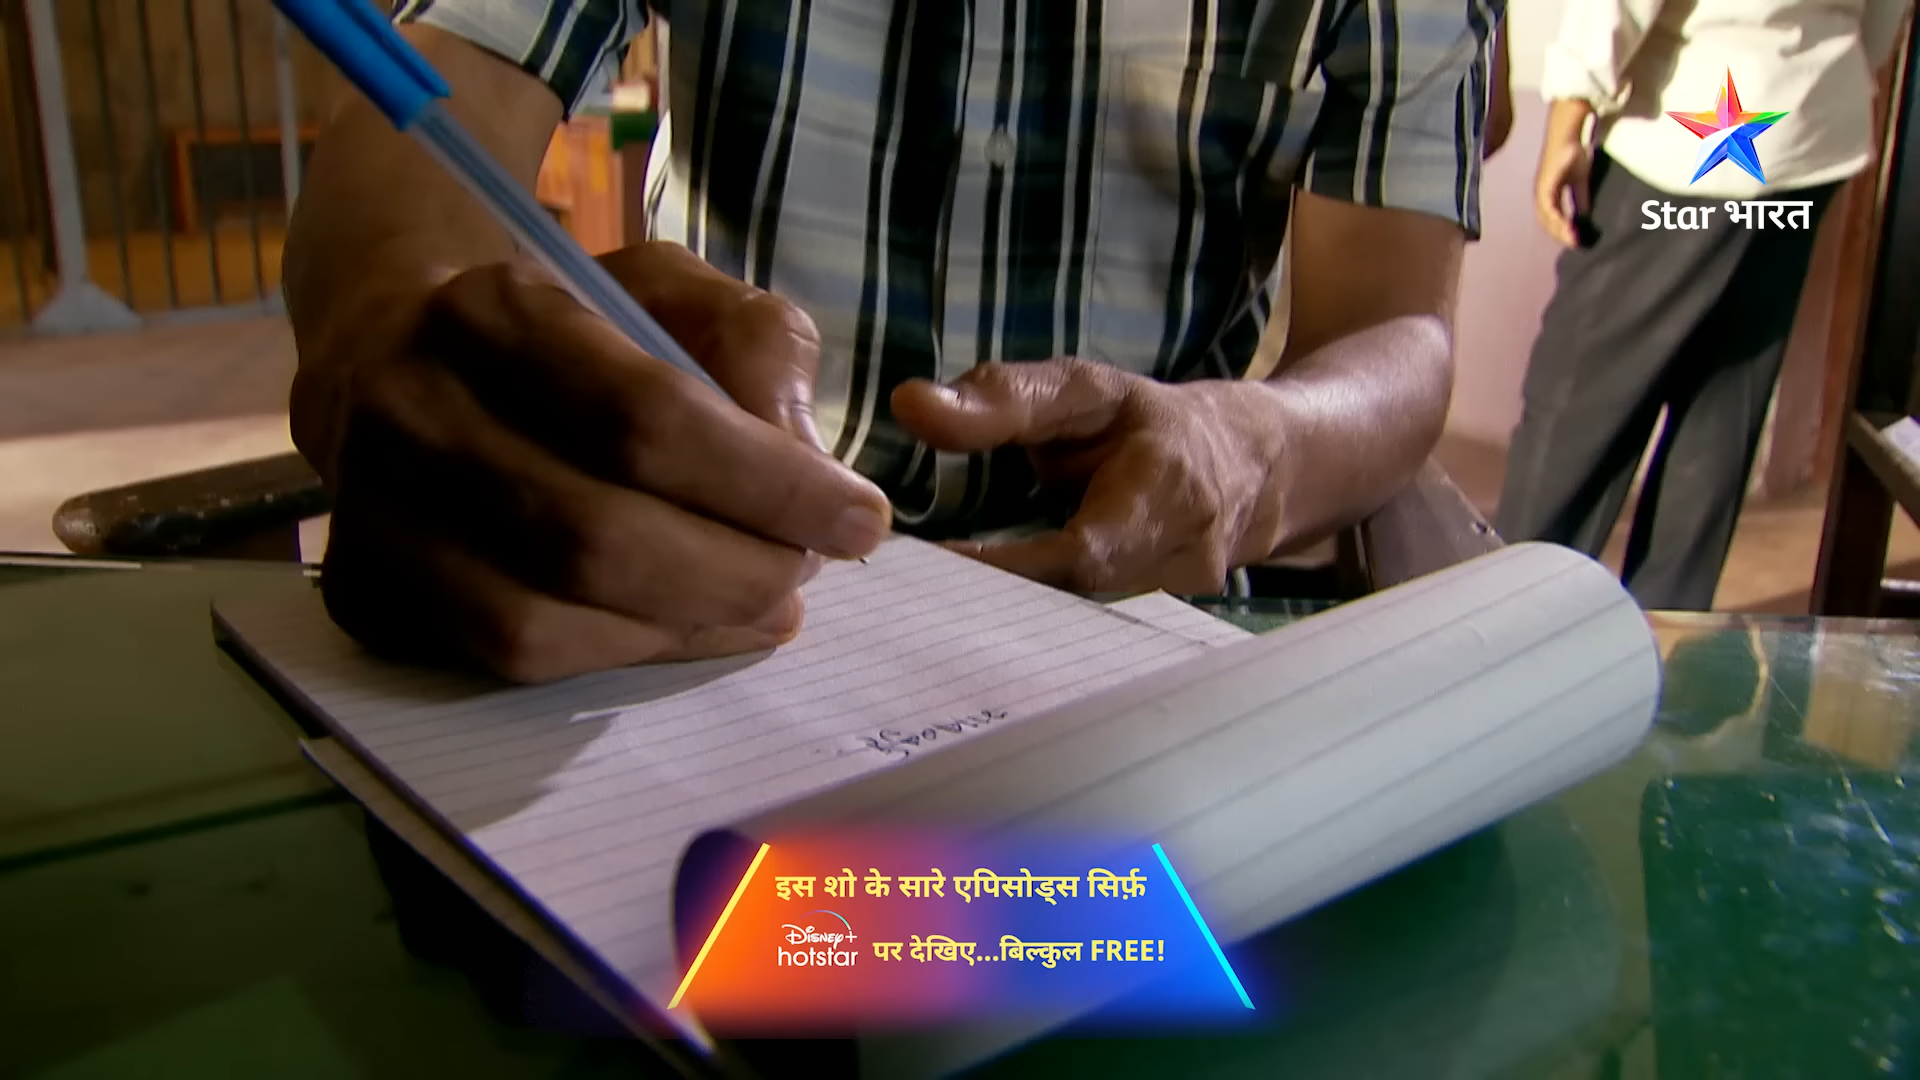 Star भारत
इस शो के सारे एपिसोड्स सिर्फ़
Disney+ hotstar पर देखिए...बिल्कुल FREE!